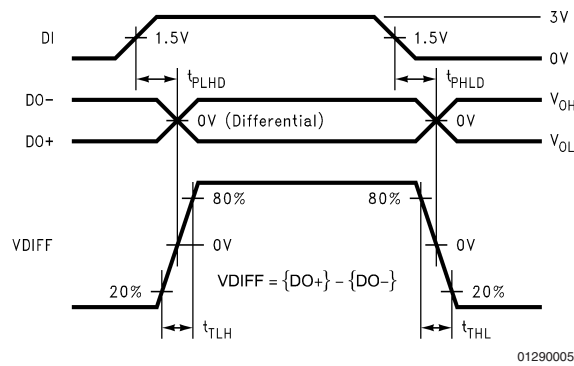 3V
DI
1.5V
1.5V
0V
tPLHD
tPHLD
DO-
VOH
0V (Differential)
0V
DO+
VOL
80%
80%
VDIFF
0V
0V
VDIFF = {DO+} – {DO–}
20%
20%
tTLH
tTHL
01290005